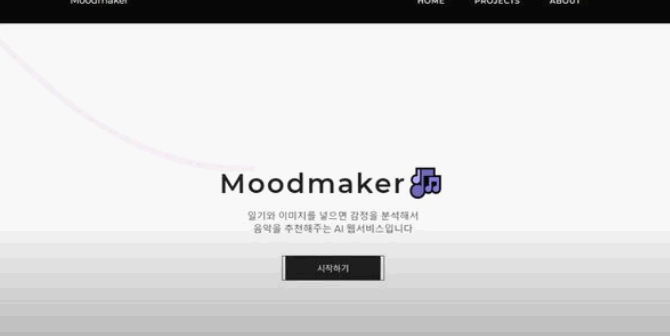 Moodmaker
HOME PROJECTS ABOUT
Moodmaker
일기와 이미지를 넣으면 감정을 분석해서
음악을 추천해주는 AI 웹서비스입니다
시작하기